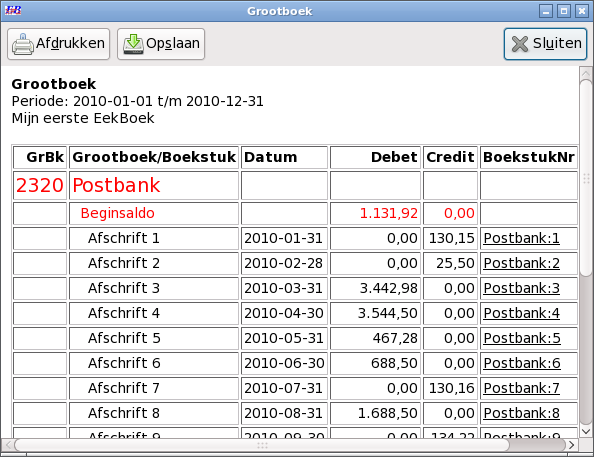 EB Grootboek
Afdrukken Opslaan Sluiten
Grootboek
Periode: 2010-01-01 t/m 2010-12-31
Mijn eerste EekBoek
GrBk Grootboek/Boekstuk Datum Debet Credit BoekstukNr
2320 Postbank
Beginsaldo 1.131,92 0,00
Afschrift 1 2010-01-31 0,00 130,15 Postbank:1
Afschrift 2 2010-02-28 0,00 25,50 Postbank:2
Afschrift 3 2010-03-31 3.442,98 0,00 Postbank:3
Afschrift 4 2010-04-30 3.544,50 0,00 Postbank:4
Afschrift 5 2010-05-31 467,28 0,00 Postbank:5
Afschrift 6 2010-06-30 688,50 0,00 Postbank:6
Afschrift 7 2010-07-31 0,00 130,16 Postbank:7
Afschrift 8 2010-08-31 1.688,50 0,00 Postbank:8
Afschrift 9 2010-09-30 0,00 134,22 Postbank:9